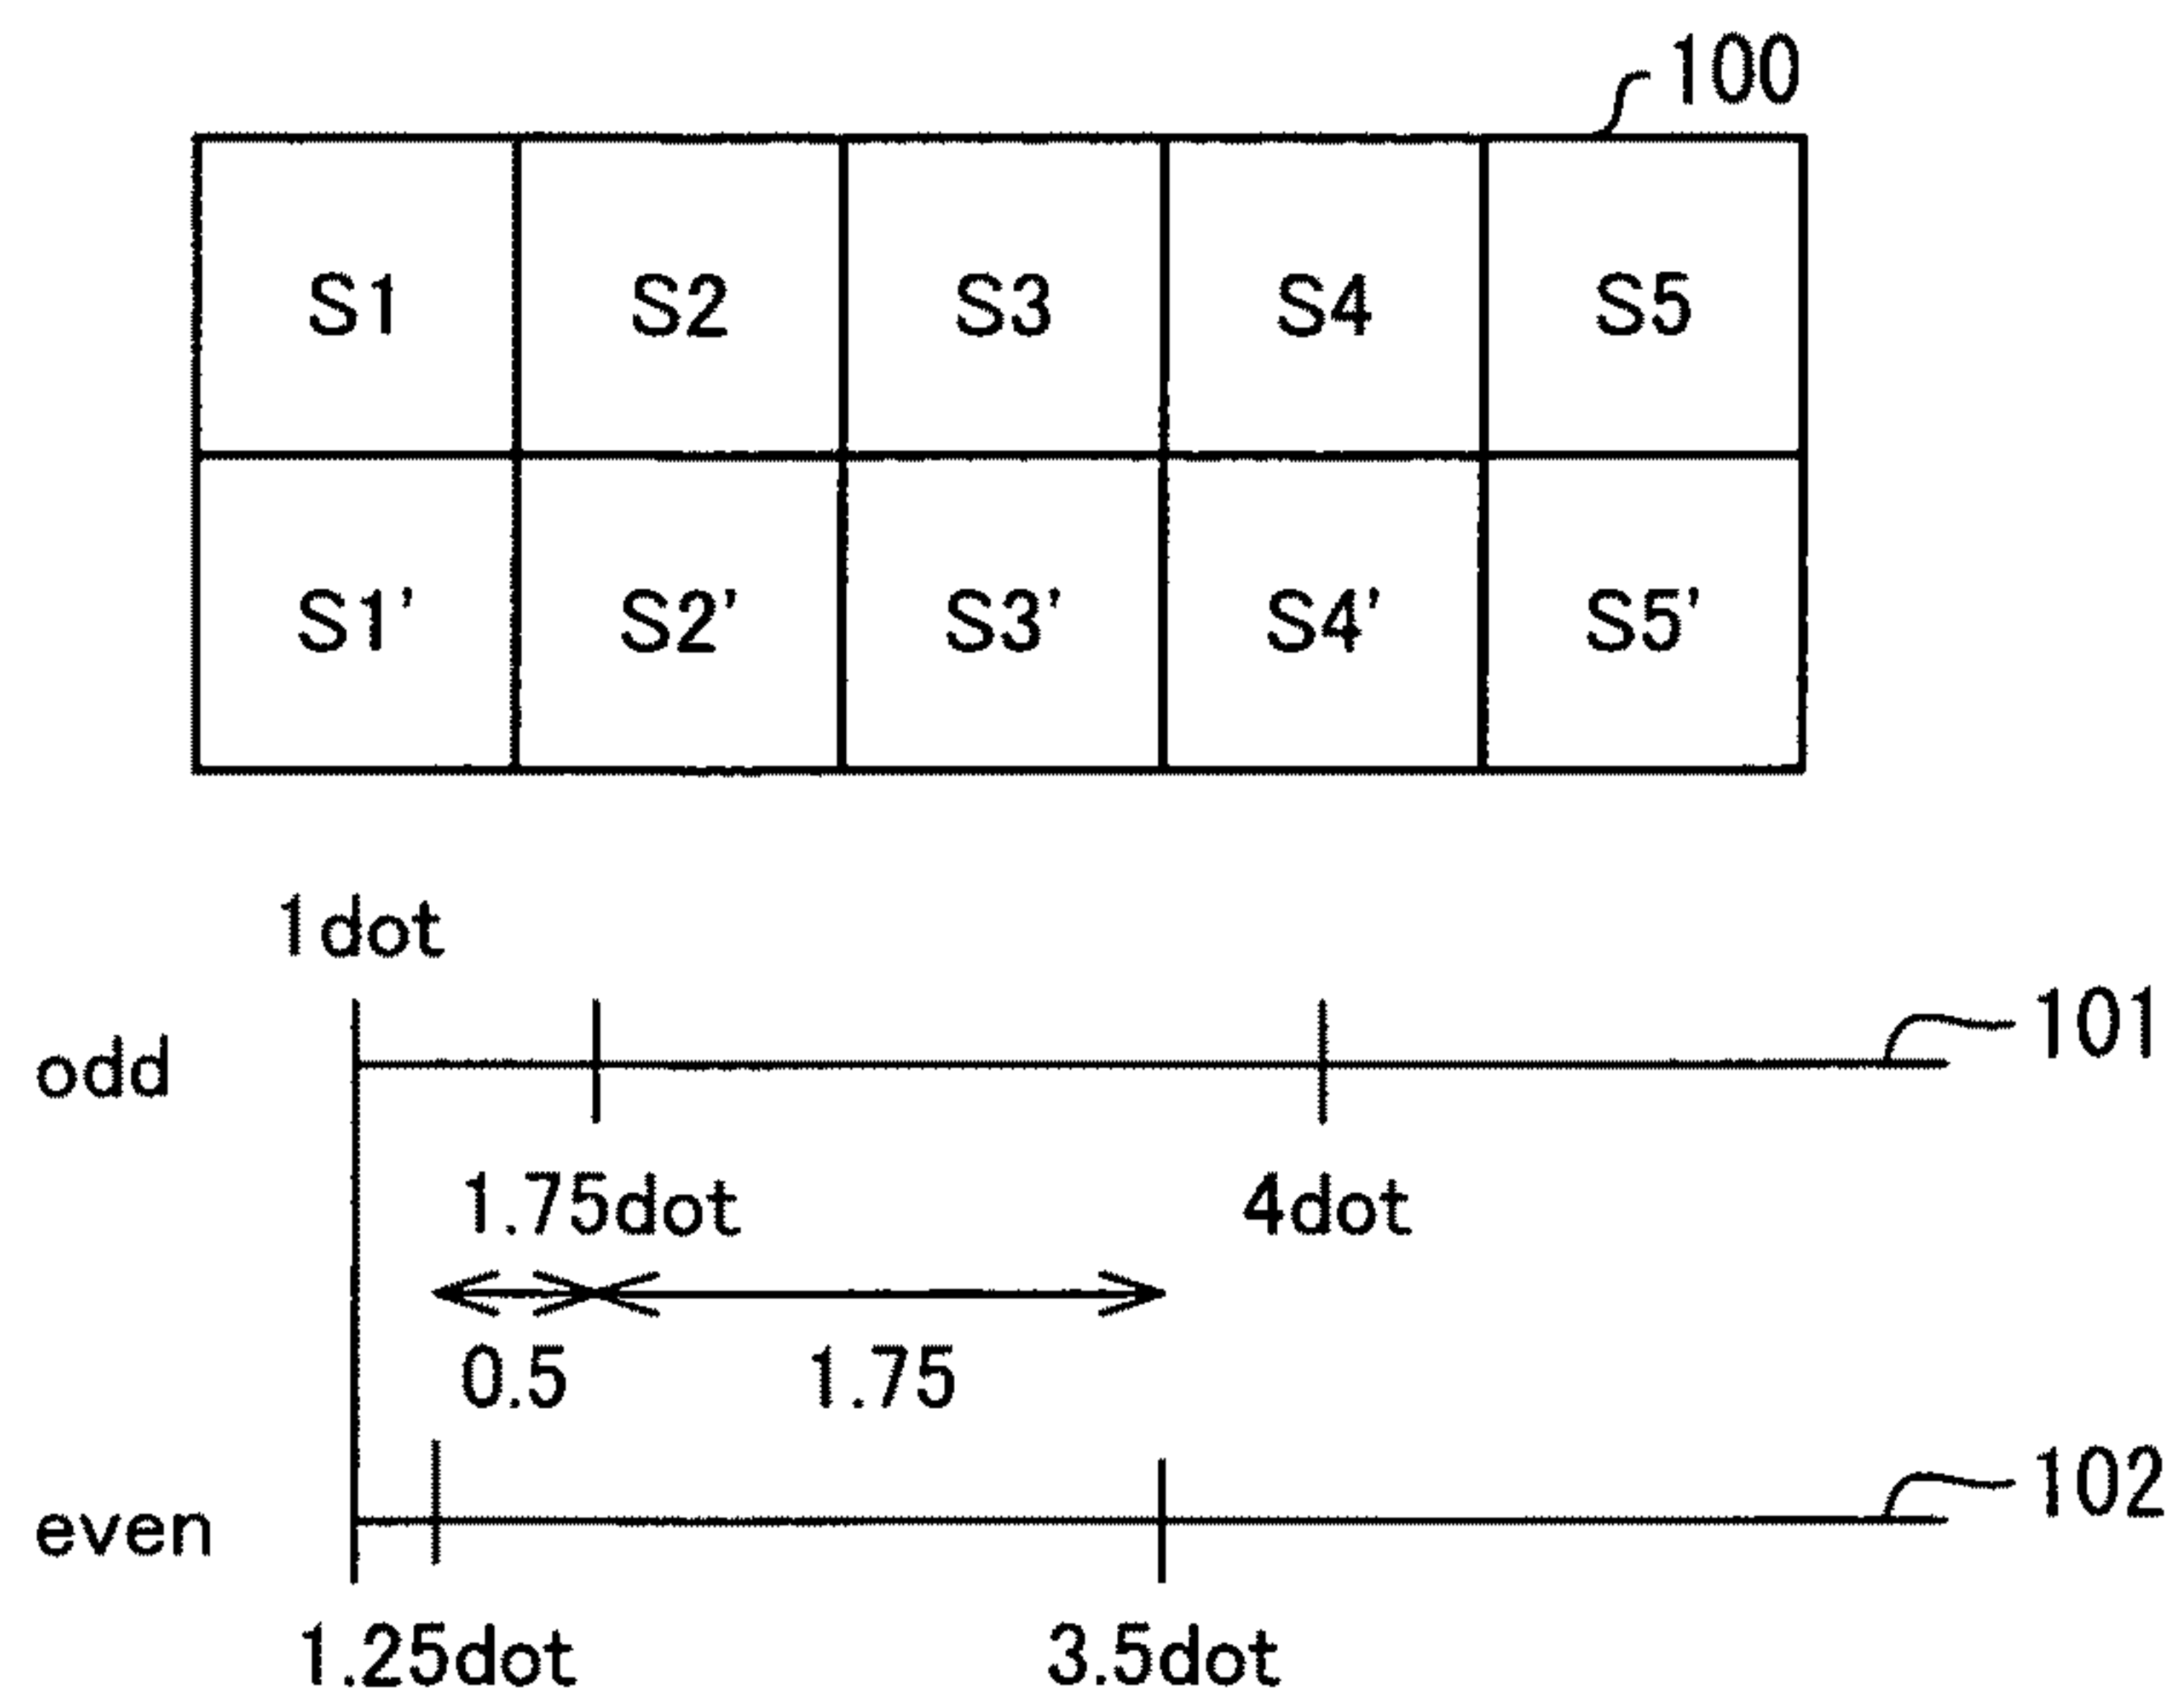 100
S1 S2 S3 S4 S5
S1' S2' S3' S4' S5'
1dot
odd 101
1.75dot 4dot
0.5 1.75
even 102
1.25dot 3.5dot